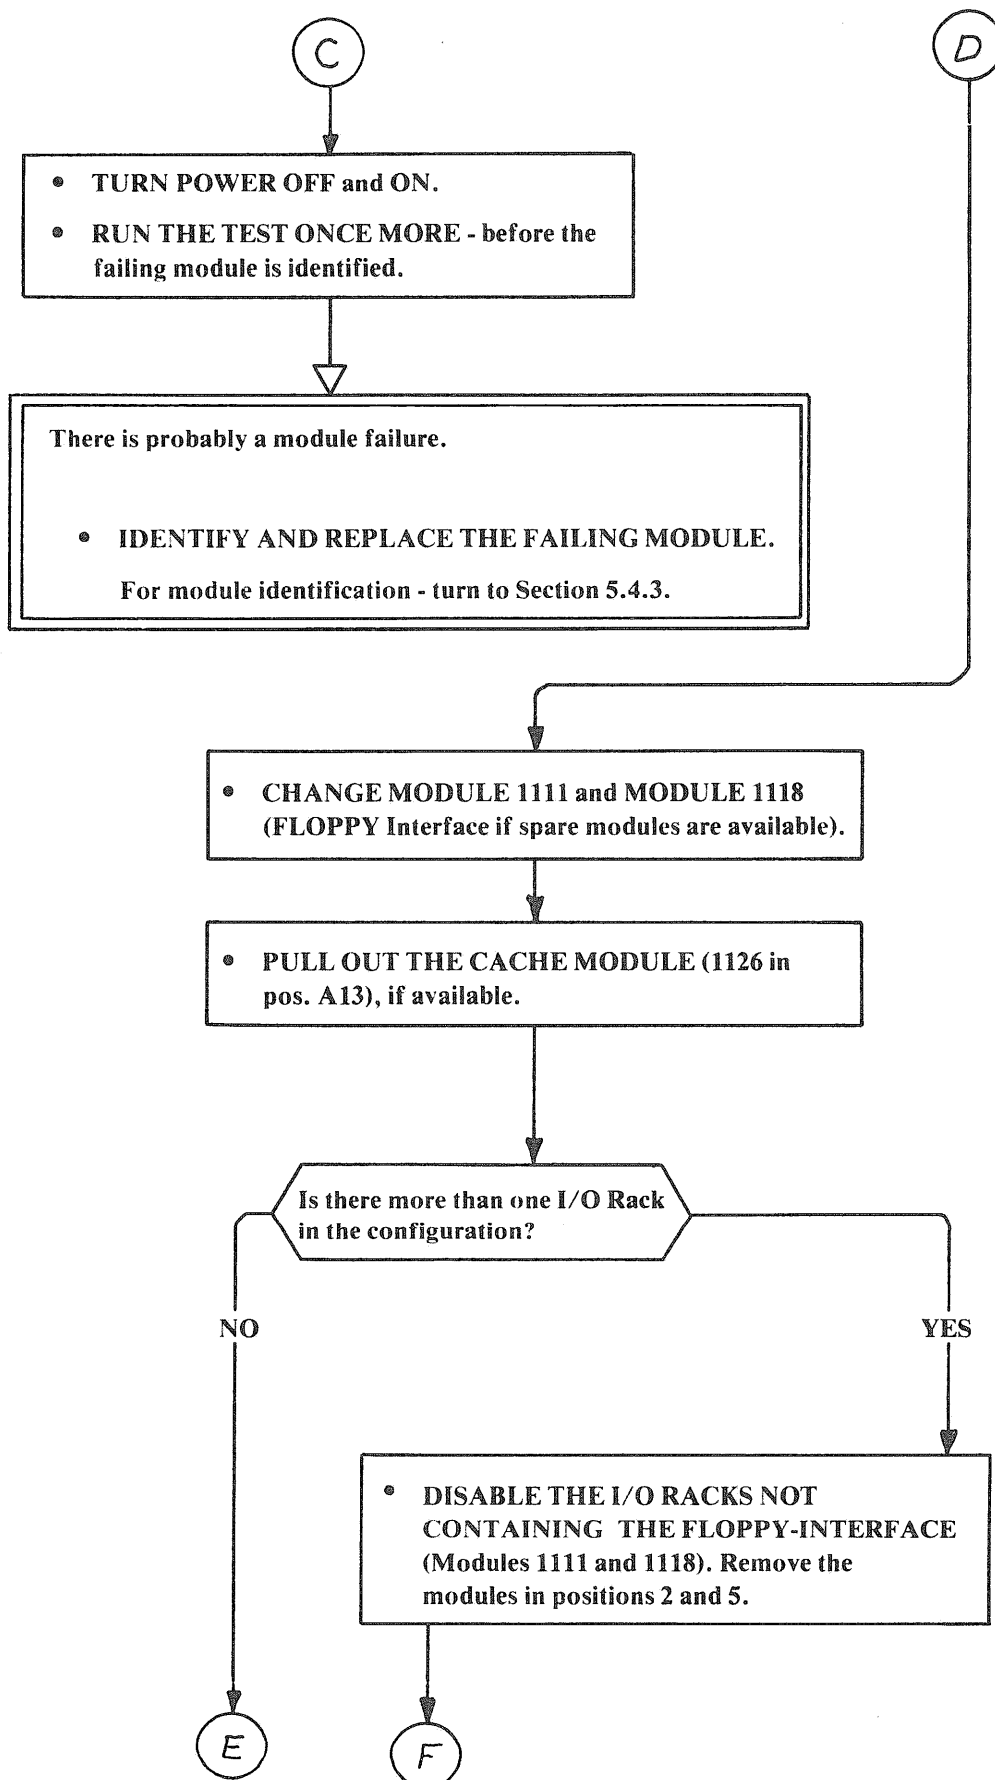 C
D
• TURN POWER OFF and ON.
• RUN THE TEST ONCE MORE - before the
failing module is identified.
There is probably a module failure.
• IDENTIFY AND REPLACE THE FAILING MODULE.
For module identification - turn to Section 5.4.3.
• CHANGE MODULE 1111 and MODULE 1118
(FLOPPY Interface if spare modules are available).
• PULL OUT THE CACHE MODULE (1126 in
pos. A13), if available.
Is there more than one I/O Rack
in the configuration?
NO
YES
• DISABLE THE I/O RACKS NOT
CONTAINING THE FLOPPY-INTERFACE
(Modules 1111 and 1118). Remove the
modules in positions 2 and 5.
E
F